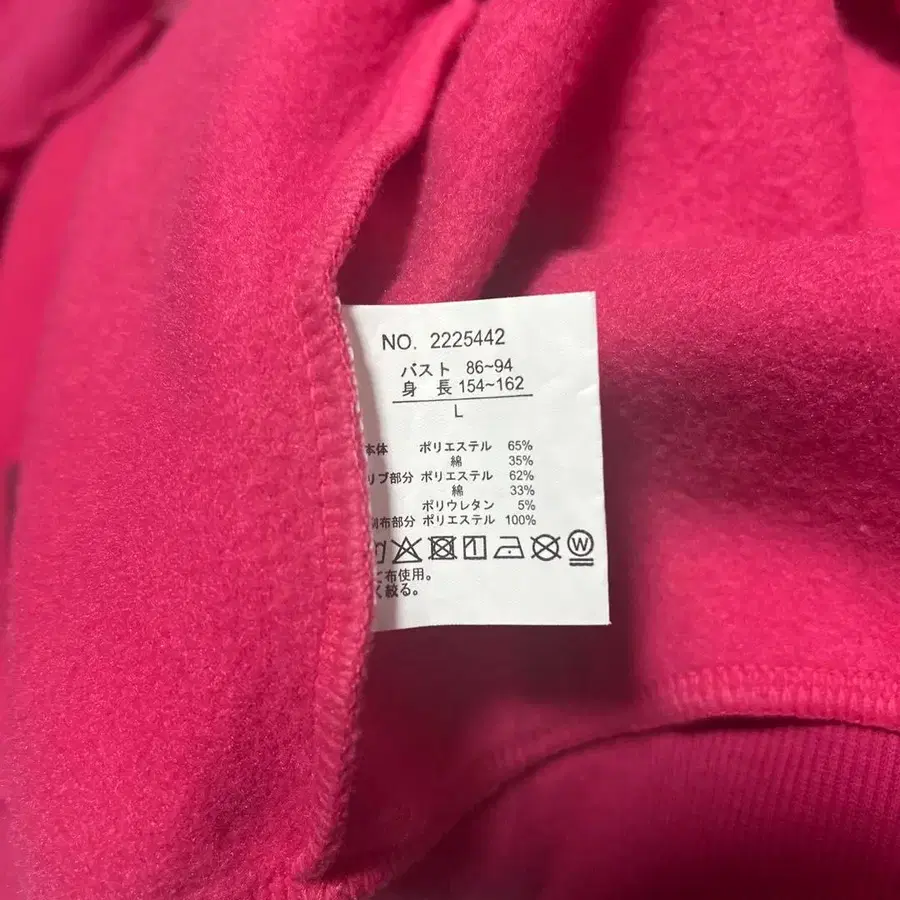 NO. 2225442
バスト 86~94
身 長 154~162
L
本体 ポリエステル 65%
綿 35%
リブ部分 ポリエステル 62%
綿 33%
ポリウレタン 5%
別布部分 ポリエステル 100%
W
布使用。
絞る。